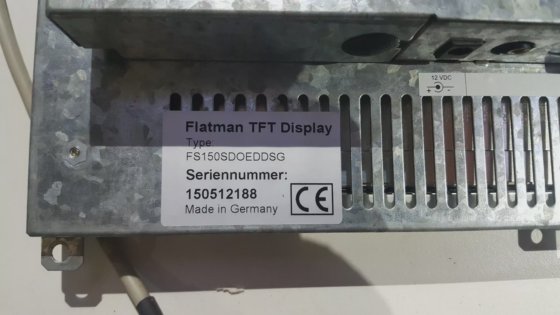 12 VDC
- +
Flatman TFT Display
Type:
FS150SDOEDDSG
Seriennummer:
150512188
Made in Germany
CE